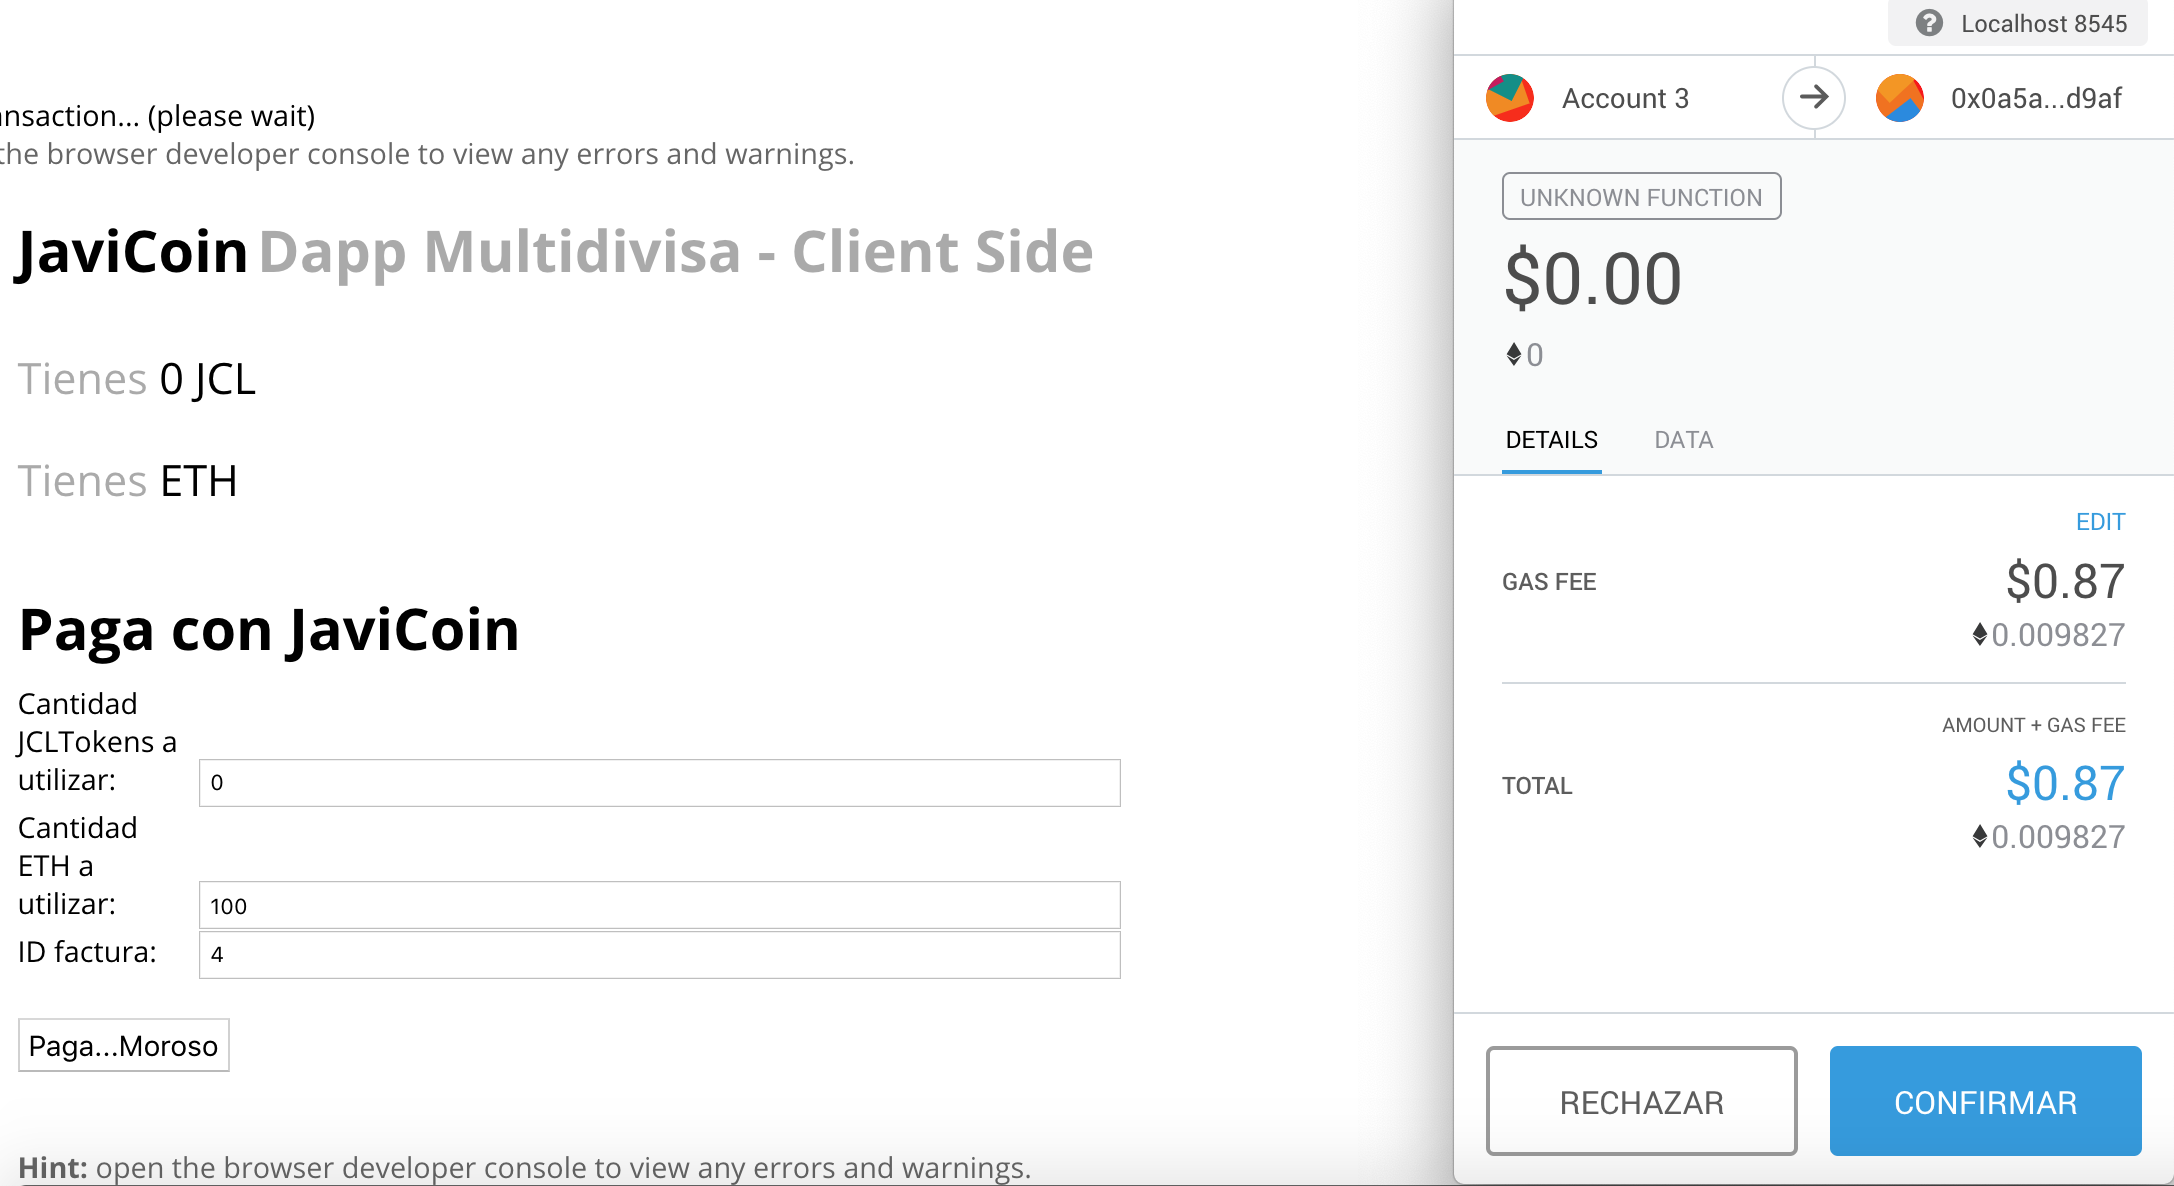 nsaction... (please wait)
the browser developer console to view any errors and warnings.
JaviCoin Dapp Multidivisa - Client Side
Tienes 0 JCL
Tienes ETH
Paga con JaviCoin
Cantidad
JCLTokens a
utilizar:
0
Cantidad
ETH a
utilizar:
100
ID factura:
4
Paga...Moroso
Hint: open the browser developer console to view any errors and warnings.
? Localhost 8545
Account 3
0x0a5a...d9af
UNKNOWN FUNCTION
$0.00
0
DETAILS DATA
EDIT
GAS FEE
$0.87
0.009827
AMOUNT + GAS FEE
TOTAL
$0.87
0.009827
RECHAZAR
CONFIRMAR